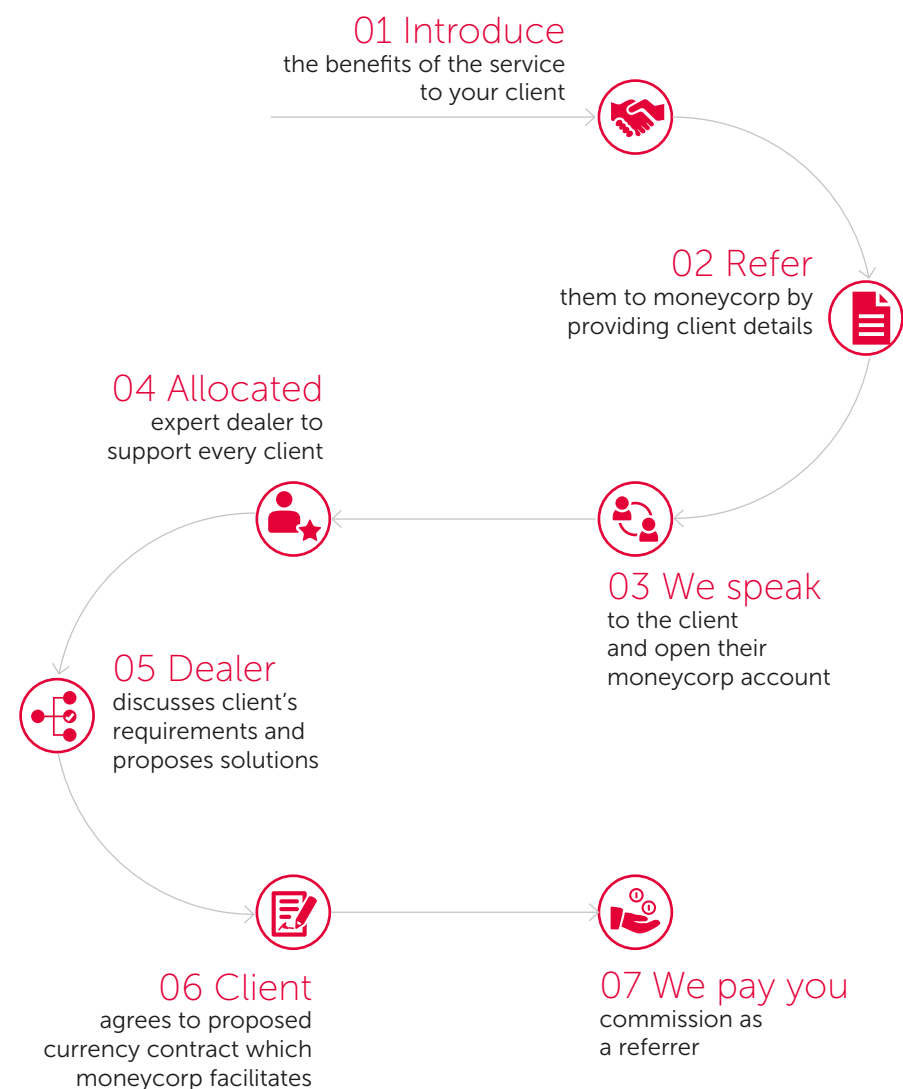 01 Introduce
the benefits of the service
to your client
02 Refer
them to moneycorp by
providing client details
03 We speak
to the client
and open their
moneycorp account
04 Allocated
expert dealer to
support every client
05 Dealer
discusses client's
requirements and
proposes solutions
06 Client
agrees to proposed
currency contract which
moneycorp facilitates
07 We pay you
commission as
a referrer